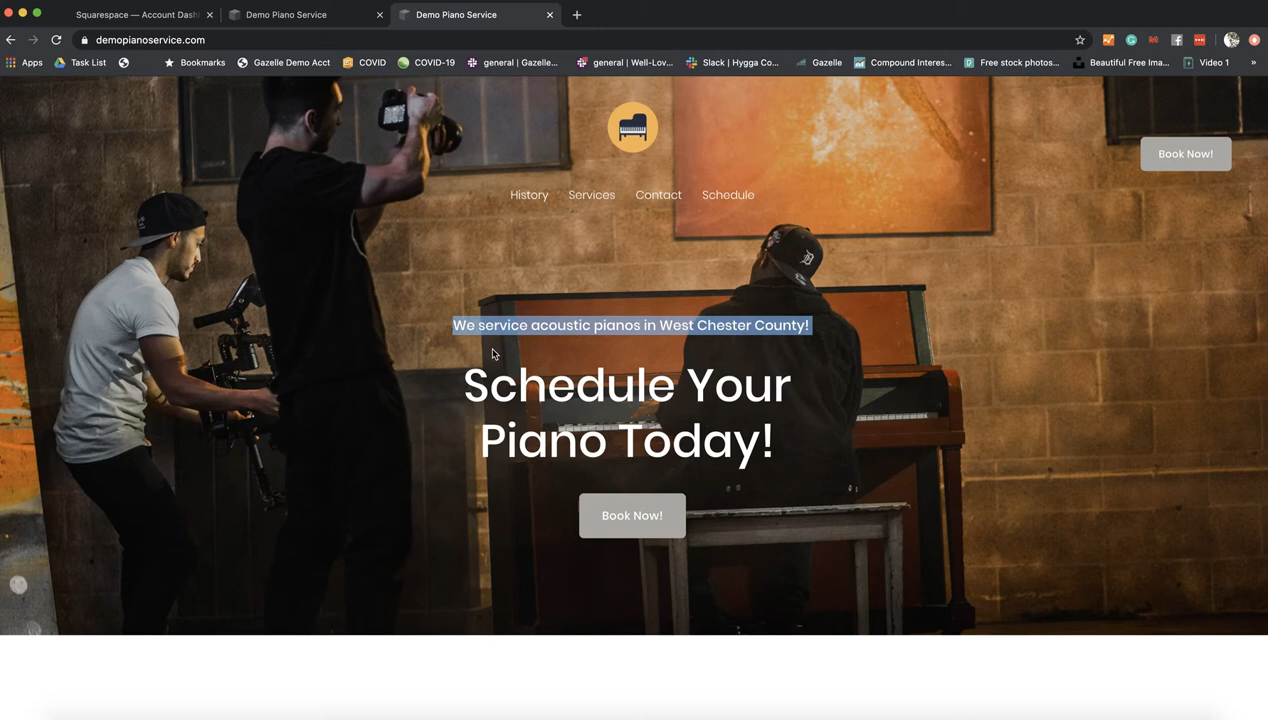 Squarespace — Account Dash
Demo Piano Service
Demo Piano Service
demopianoservice.com
Apps
Task List
Bookmarks
Gazelle Demo Acct
COVID
COVID-19
general | Gazelle...
general | Well-Lov...
Slack | Hygga Co...
Gazelle
Compound Interes...
Free stock photos...
Beautiful Free Ima...
Video 1
»
Book Now!
History Services Contact Schedule
We service acoustic pianos in West Chester County!
Schedule Your
Piano Today!
Book Now!